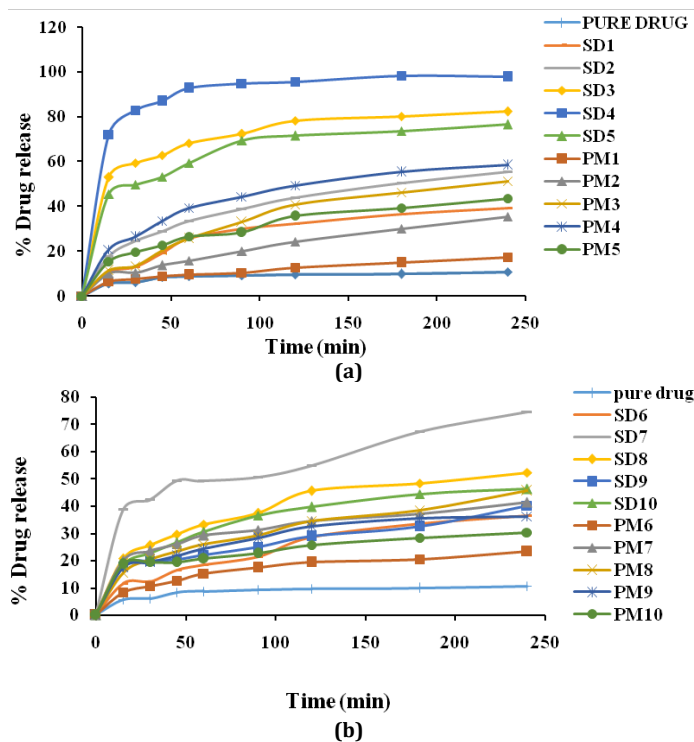 120
100
80
60
40
20
0
% Drug release
0 50 100 150 200 250
Time (min)
PURE DRUG
SD1
SD2
SD3
SD4
SD5
PM1
PM2
PM3
PM4
PM5
(a)
80
70
60
50
40
30
20
10
0
% Drug release
0 50 100 150 200 250
Time (min)
pure drug
SD6
SD7
SD8
SD9
SD10
PM6
PM7
PM8
PM9
PM10
(b)